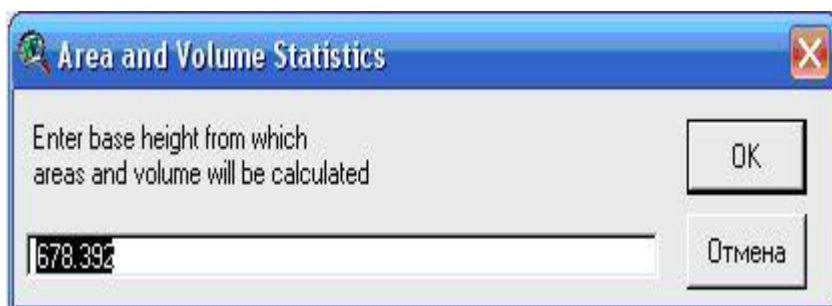 Area and Volume Statistics
Enter base height from which
areas and volume will be calculated
OK
678.392
Отмена